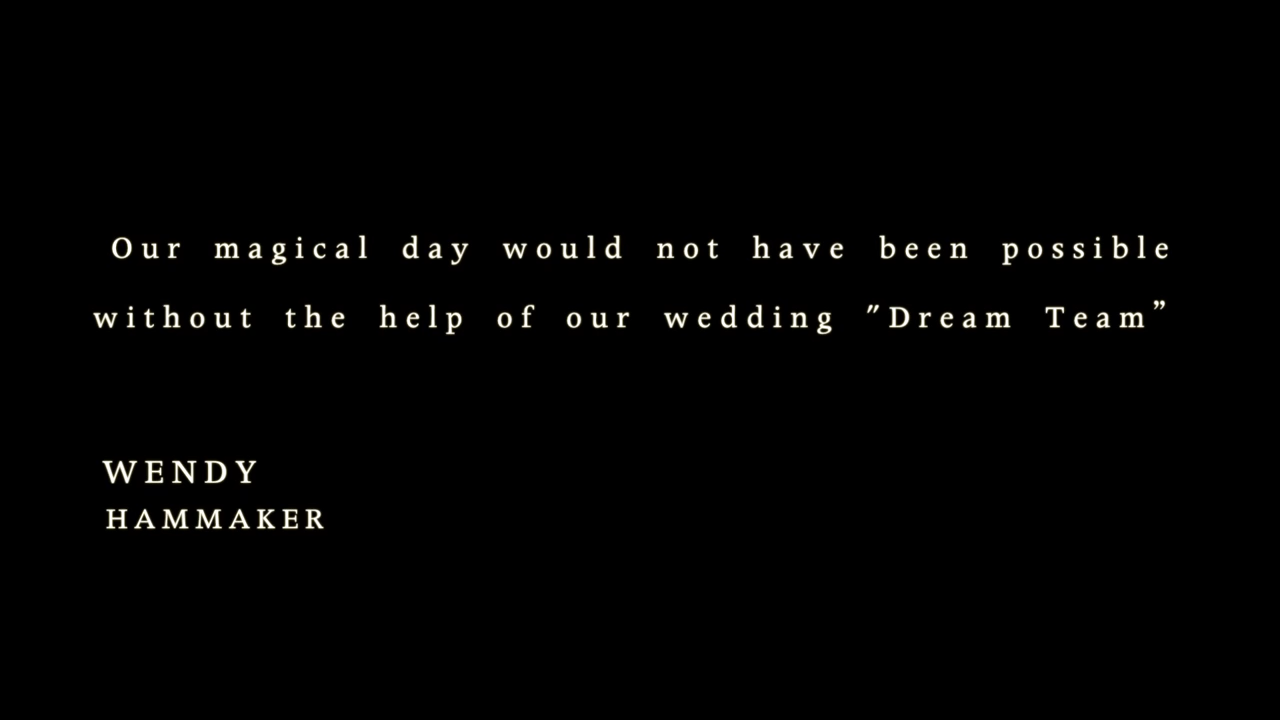 Our magical day would not have been possible
without the help of our wedding "Dream Team”
WENDY
HAMMAKER